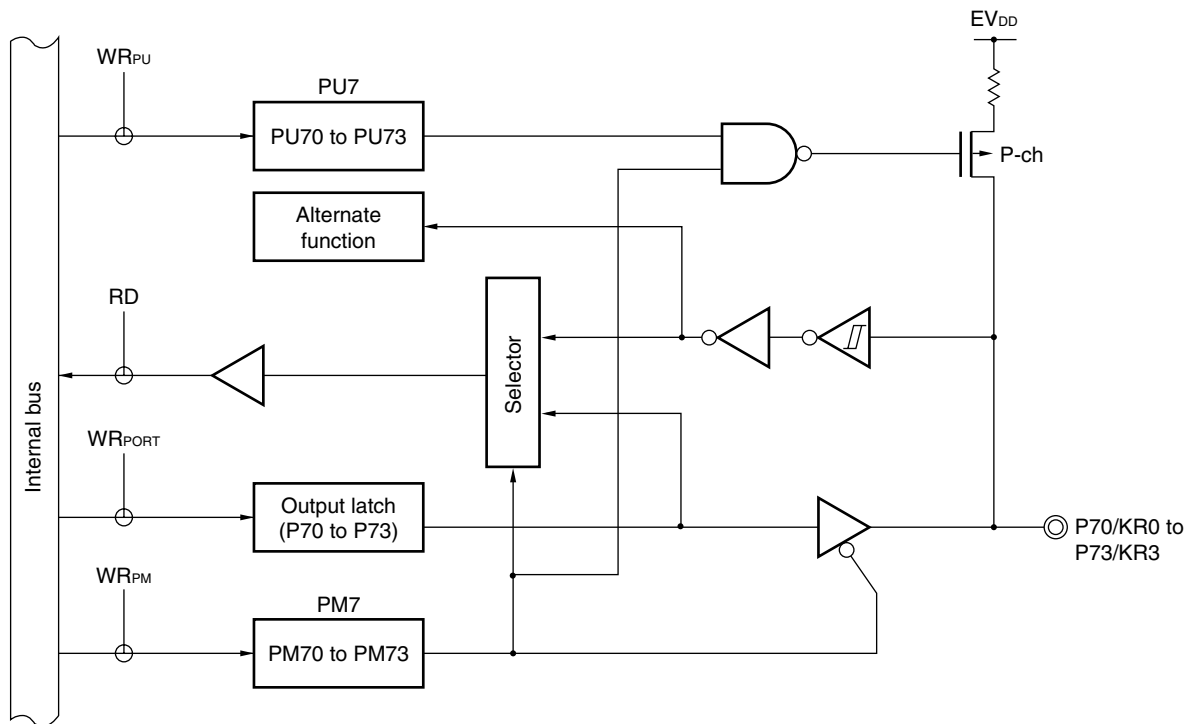 EVDD
WRPU
PU7
PU70 to PU73
P-ch
Alternate
function
RD
Selector
Internal bus
WRPORT
Output latch
(P70 to P73)
P70/KR0 to
P73/KR3
WRPM
PM7
PM70 to PM73